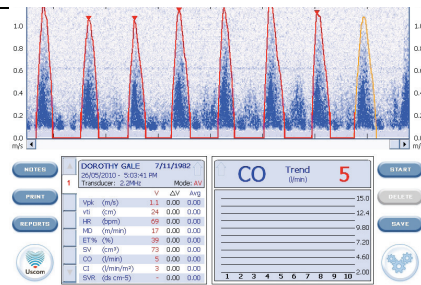 1.0 1.0
0.8 0.8
0.6 0.6
0.4 0.4
0.2 0.2
0.0 0.0
m/s m/
NOTES
PRINT
REPORTS
Uscom
1
DOROTHY GALE 7/11/1982
26/05/2010 - 5:03:41 PM
Transducer: 2.2MHz Mode: AV
V ΔV Avg
Vpk (m/s) 1.1 0.00 0.00
vti (cm) 24 0.00 0.00
HR (bpm) 69 0.00 0.00
MD (m/min) 17 0.00 0.00
ET% (%) 39 0.00 0.00
SV (cm³) 73 0.00 0.00
CO (l/min) 5 0.00 0.00
CI (l/min/m²) 3 0.00 0.00
SVR (ds cm-5) - 0.00 0.00
CO Trend 5
(l/min)
15.0
12.4
9.80
7.20
4.60
2.00
1 2 3 4 5 6 7 8 9 10
START
DELETE
SAVE